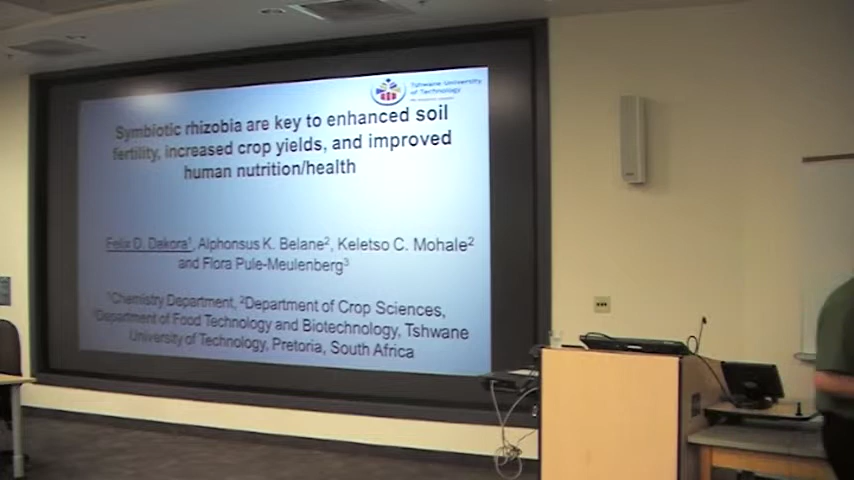 Tshwane University
of Technology
Symbiotic rhizobia are key to enhanced soil
fertility, increased crop yields, and improved
human nutrition/health
Felix D. Dakora¹, Alphonsus K. Belane², Keletso C. Mohale²
and Flora Pule-Meulenberg³
¹Chemistry Department, ²Department of Crop Sciences,
Department of Food Technology and Biotechnology, Tshwane
University of Technology, Pretoria, South Africa